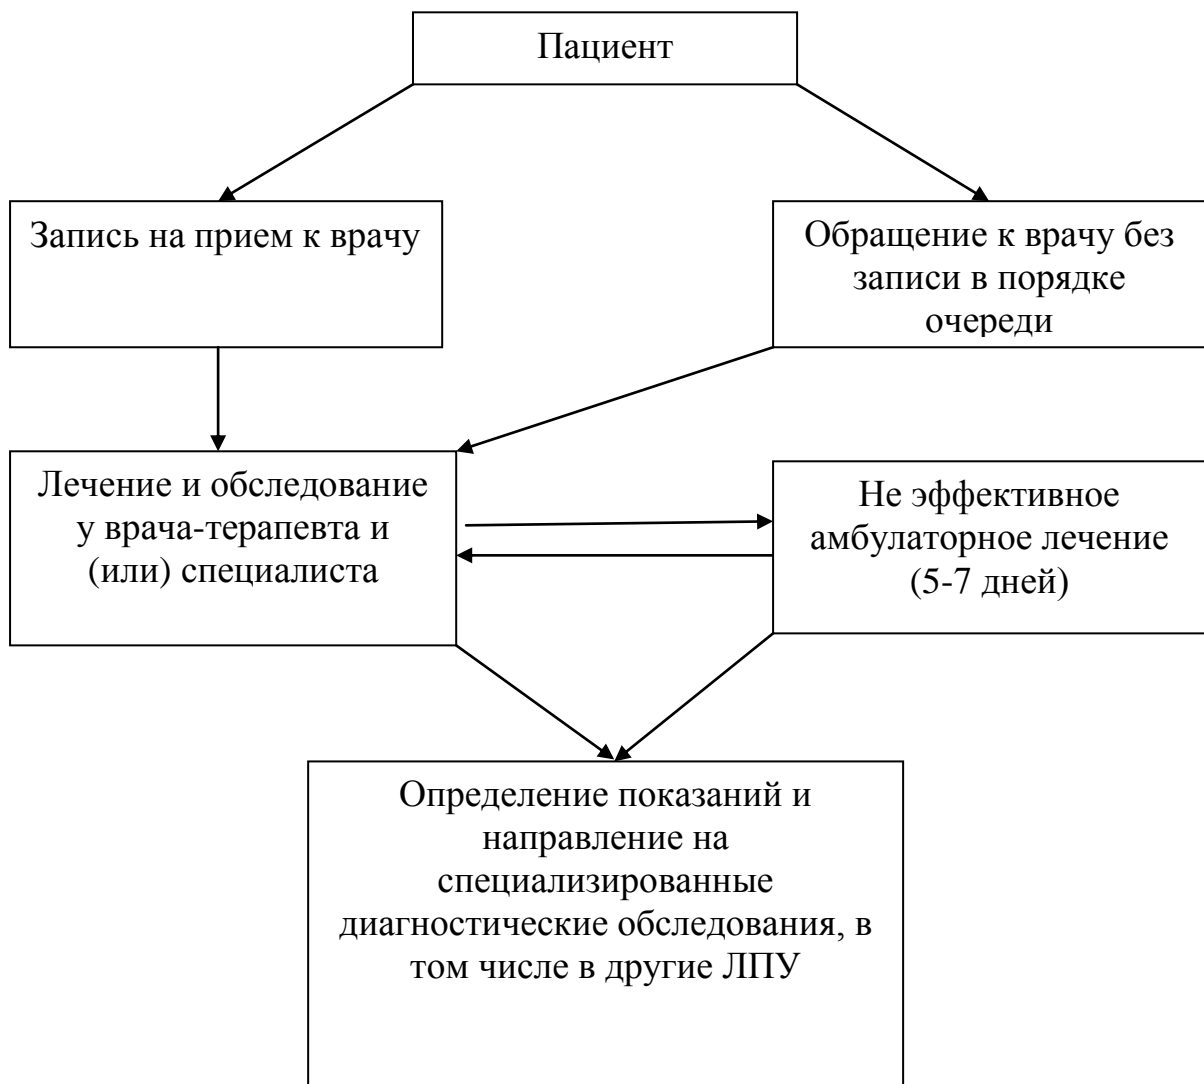 Пациент
Запись на прием к врачу
Обращение к врачу без
записи в порядке
очереди
Лечение и обследование
у врача-терапевта и
(или) специалиста
Не эффективное
амбулаторное лечение
(5-7 дней)
Определение показаний и
направление на
специализированные
диагностические обследования, в
том числе в другие ЛПУ